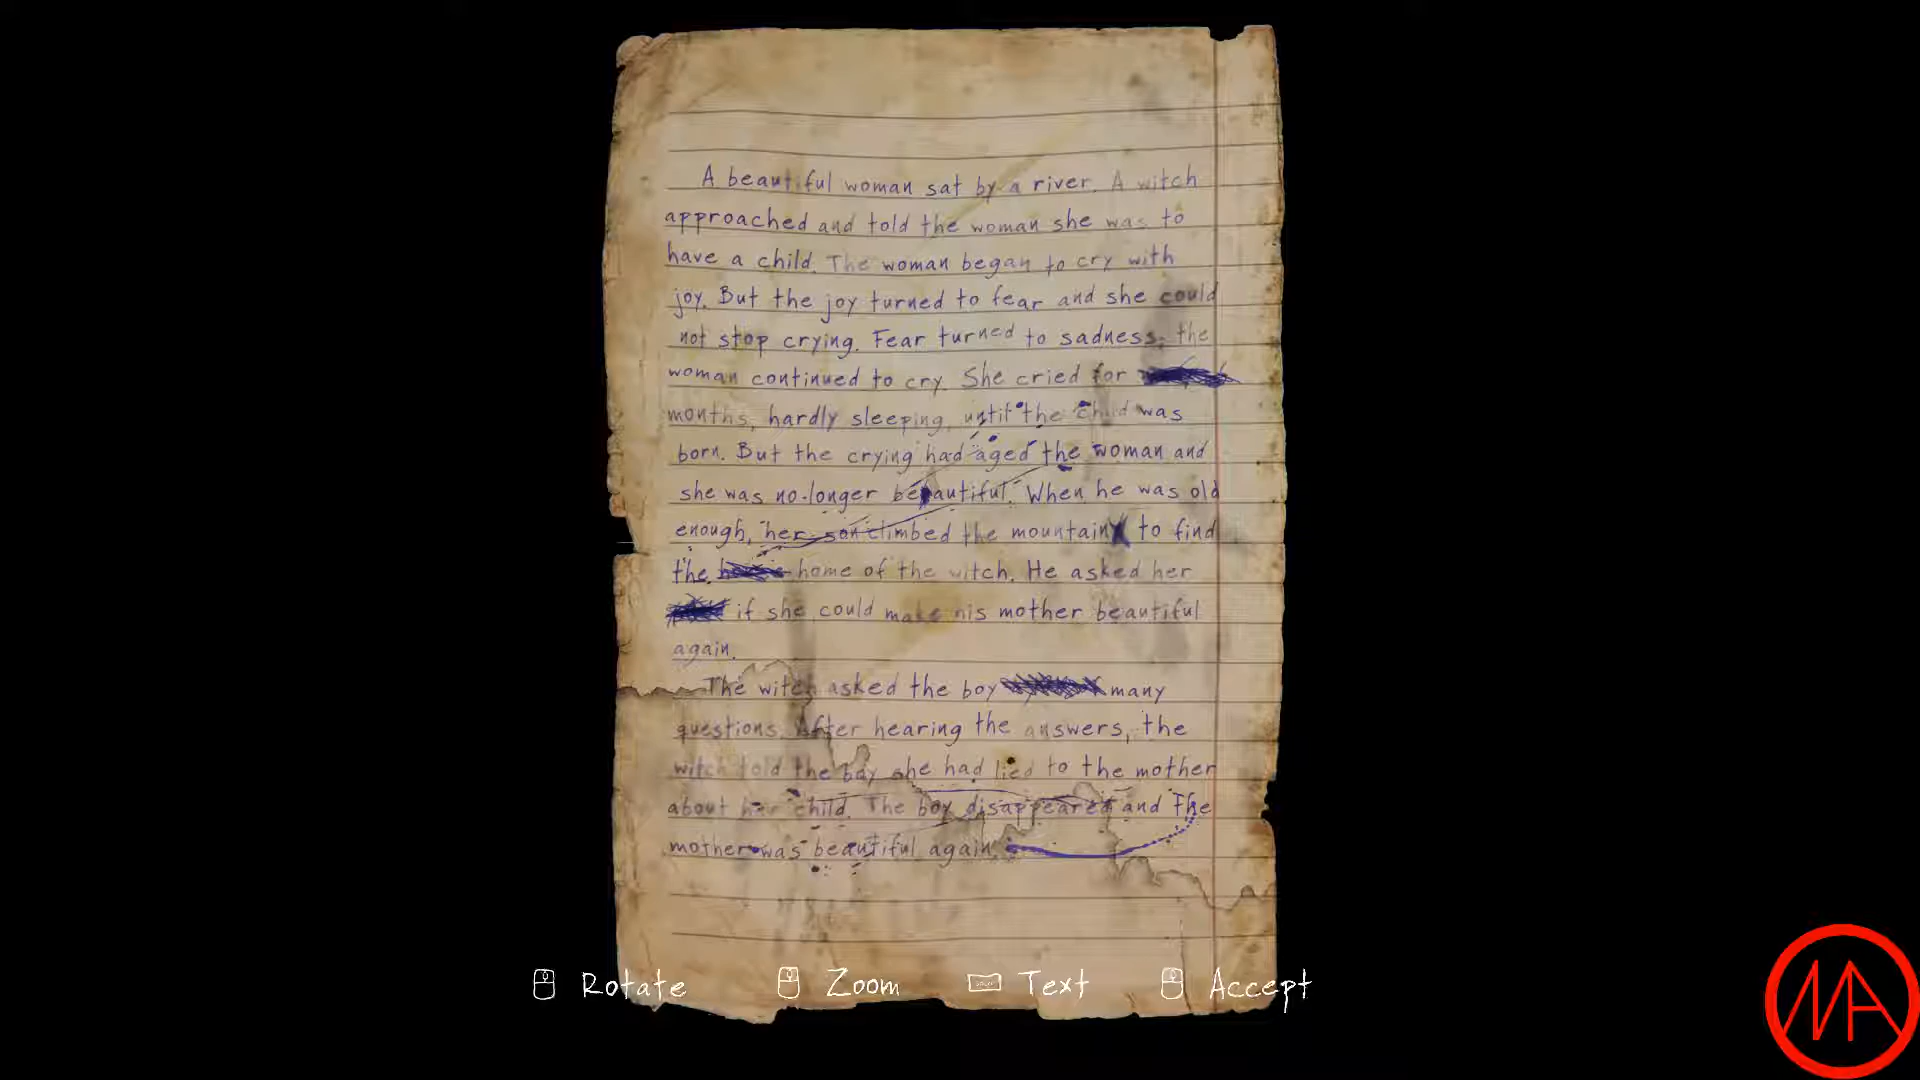 A beautiful woman sat by a river. A witch
approached and told the woman she was to
have a child. The woman began to cry with
joy. But the joy turned to fear and she could
not stop crying. Fear turned to sadness, the
woman continued to cry. She cried for
months, hardly sleeping, until the child was
born. But the crying had aged the woman and
she was no longer beautiful. When he was old
enough, her son climbed the mountain to find
the home of the witch. He asked her
if she could make his mother beautiful
again.
The witch asked the boy many
questions. After hearing the answers, the
witch told the boy she had lied to the mother
about her child. The boy disappeared and the
mother was beautiful again.
Rotate Zoom Text Accept
MA